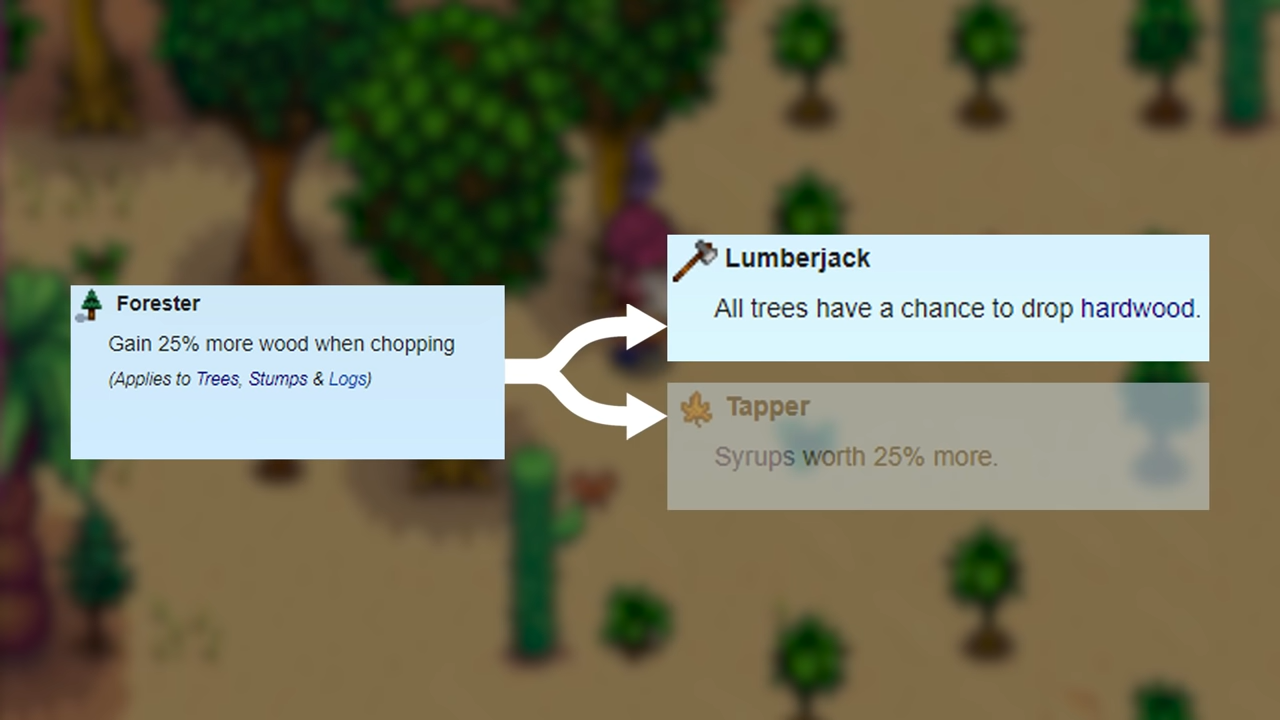 Forester
Gain 25% more wood when chopping
(Applies to Trees, Stumps & Logs)
Lumberjack
All trees have a chance to drop hardwood.
Tapper
Syrups worth 25% more.